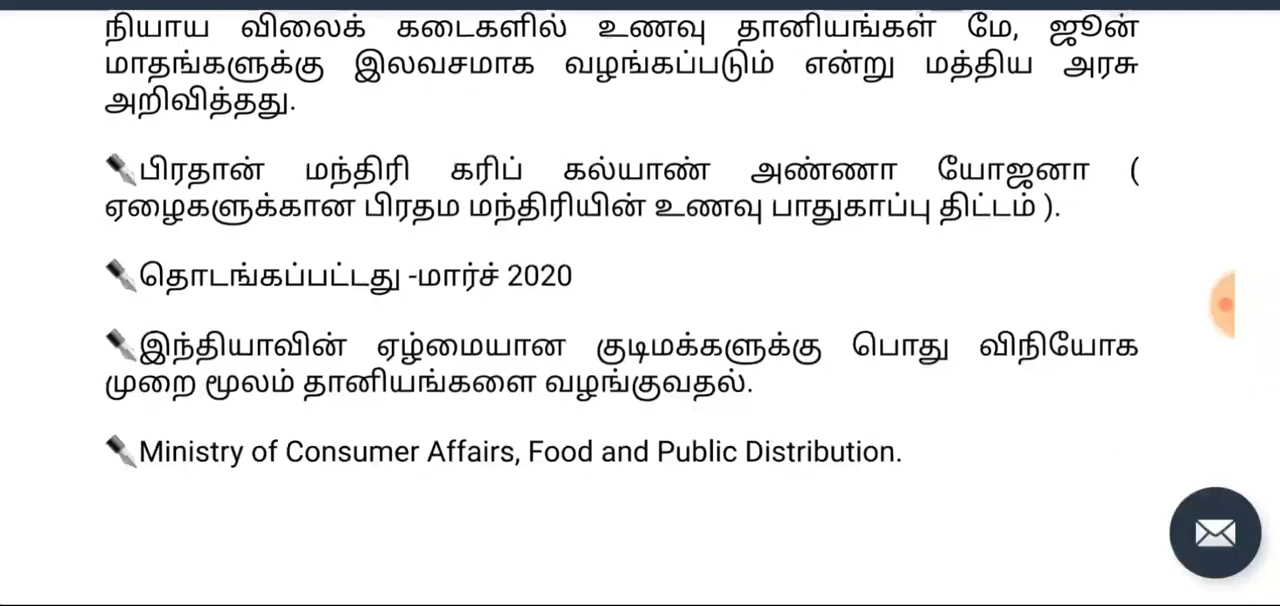 நியாய விலைக் கடைகளில் உணவு தானியங்கள் மே, ஜூன்
மாதங்களுக்கு இலவசமாக வழங்கப்படும் என்று மத்திய அரசு
அறிவித்தது.
✒பிரதான் மந்திரி கரிப் கல்யாண் அண்ணா யோஜனா (
ஏழைகளுக்கான பிரதம மந்திரியின் உணவு பாதுகாப்பு திட்டம் ).
✒தொடங்கப்பட்டது -மார்ச் 2020
✒இந்தியாவின் ஏழ்மையான குடிமக்களுக்கு பொது விநியோக
முறை மூலம் தானியங்களை வழங்குவதல்.
✒Ministry of Consumer Affairs, Food and Public Distribution.